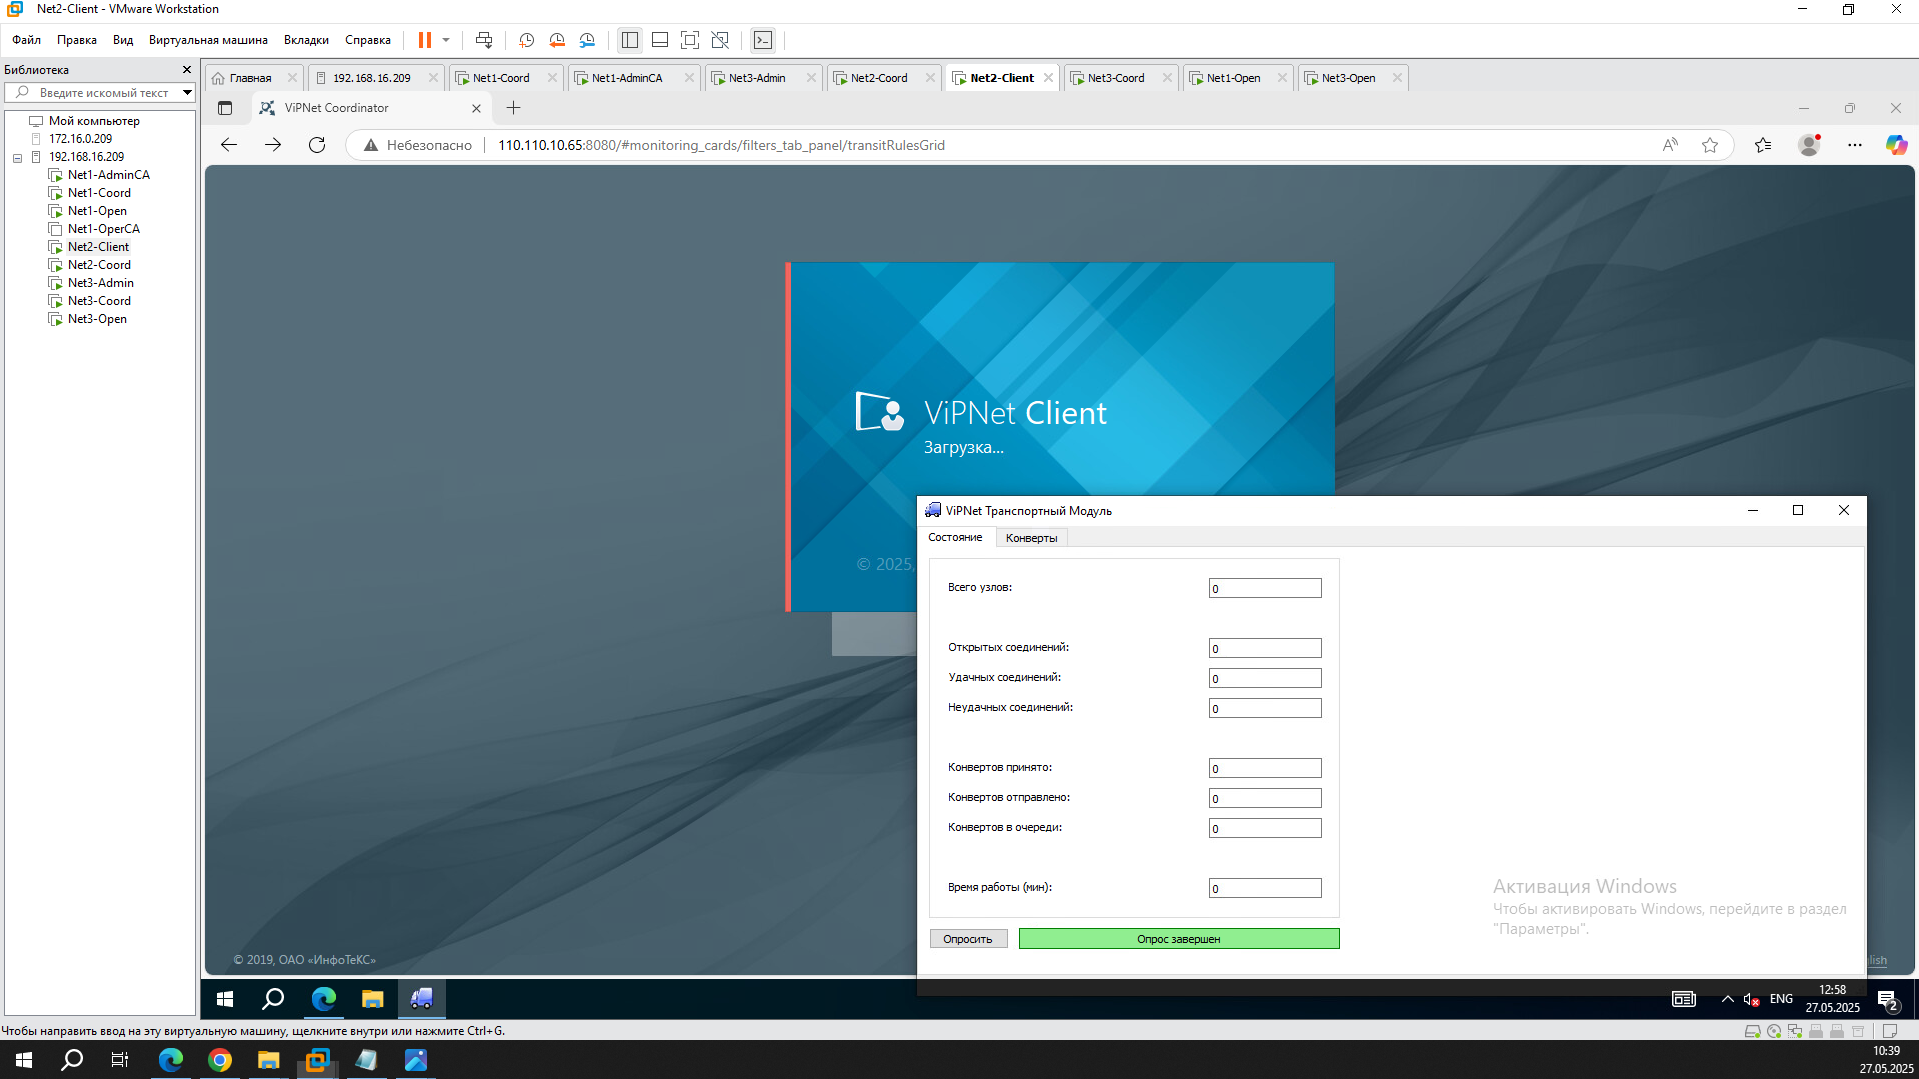 Net2-Client - VMware Workstation
Файл Правка Вид Виртуальная машина Вкладки Справка
Библиотека
Введите искомый текст
Мой компьютер
172.16.0.209
192.168.16.209
Net1-AdminCA
Net1-Coord
Net1-Open
Net1-OperCA
Net2-Client
Net2-Coord
Net3-Admin
Net3-Coord
Net3-Open
Главная 192.168.16.209 Net1-Coord Net1-AdminCA Net3-Admin Net2-Coord Net2-Client Net3-Coord Net1-Open Net3-Open
ViPNet Coordinator
Небезопасно 110.110.10.65:8080/#monitoring_cards/filters_tab_panel/transitRulesGrid
ViPNet Client
Загрузка...
© 2025,
ViPNet Транспортный Модуль
Состояние Конверты
Всего узлов: 0
Открытых соединений: 0
Удачных соединений: 0
Неудачных соединений: 0
Конвертов принято: 0
Конвертов отправлено: 0
Конвертов в очереди: 0
Время работы (мин): 0
Опросить Опрос завершен
Активация Windows
Чтобы активировать Windows, перейдите в раздел
"Параметры".
© 2019, ОАО «ИнфоТеКС»
lish
ENG 12:58
27.05.2025
2
Чтобы направить ввод на эту виртуальную машину, щелкните внутри или нажмите Ctrl+G.
10:39
27.05.2025